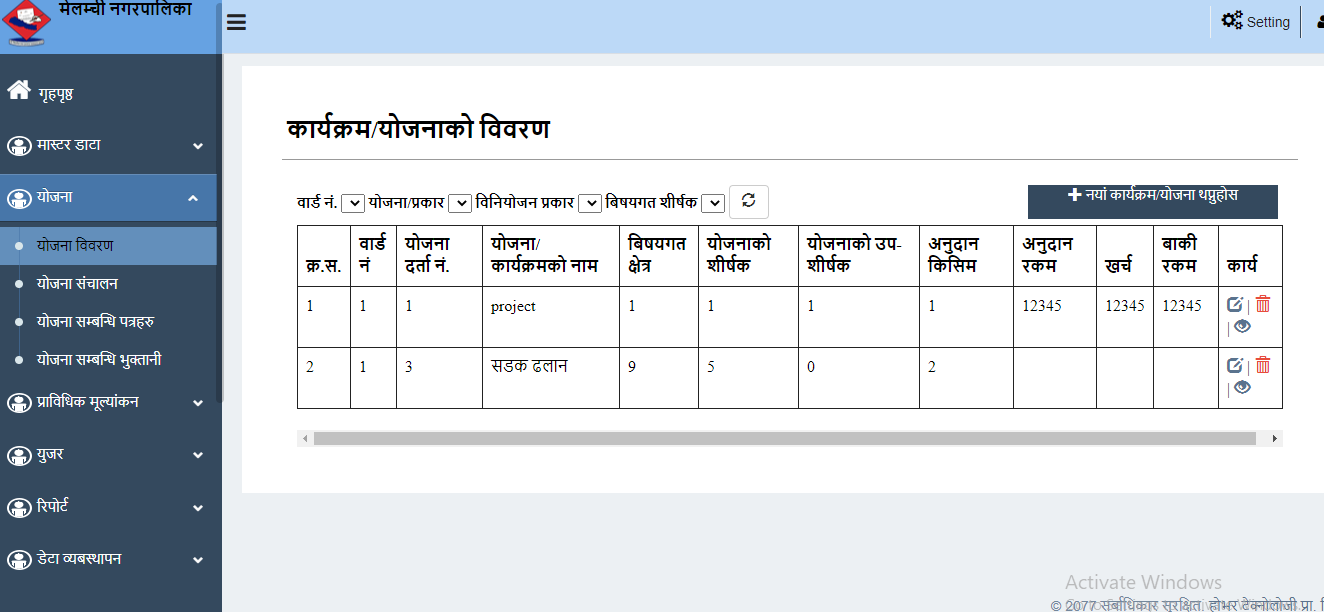 मेलम्ची नगरपालिका
Setting
गृहपृष्ठ
मास्टर डाटा
योजना
योजना विवरण
योजना संचालन
योजना सम्बन्धि पत्रहरु
योजना सम्बन्धि भुक्तानी
प्राविधिक मूल्यांकन
युजर
रिपोर्ट
डेटा व्यबस्थापन
कार्यक्रम/योजनाको विवरण
वार्ड नं. योजना/प्रकार विनियोजन प्रकार बिषयगत शीर्षक
नयां कार्यक्रम/योजना थप्नुहोस
क्र.स. वार्ड नं योजना दर्ता नं. योजना/ कार्यक्रमको नाम बिषयगत क्षेत्र योजनाको शीर्षक योजनाको उप-शीर्षक अनुदान किसिम अनुदान रकम खर्च बाकी रकम कार्य
1 1 1 project 1 1 1 1 12345 12345 12345 | |
2 1 3 सडक ढलान 9 5 0 2 | |
Activate Windows
© 2077 सर्बाधिकार सुरक्षित, होभर टेक्नोलोजी प्रा.